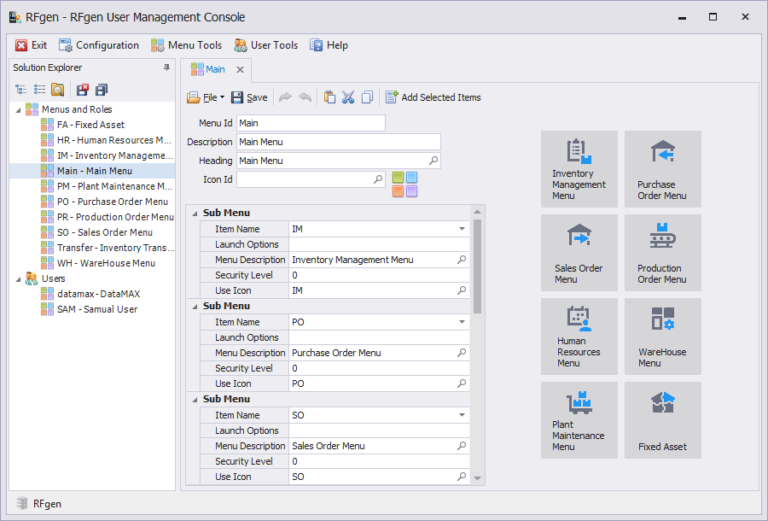 RFgen - RFgen User Management Console
Exit Configuration Menu Tools User Tools Help
Solution Explorer
Menus and Roles
FA - Fixed Asset
HR - Human Resources M...
IM - Inventory Manageme...
Main - Main Menu
PM - Plant Maintenance M...
PO - Purchase Order Menu
PR - Production Order Menu
SO - Sales Order Menu
Transfer - Inventory Trans...
WH - WareHouse Menu
Users
datamax - DataMAX
SAM - Samual User
Main
File Save Add Selected Items
Menu Id Main
Description Main Menu
Heading Main Menu
Icon Id
Sub Menu
Item Name IM
Launch Options
Menu Description Inventory Management Menu
Security Level 0
Use Icon IM
Sub Menu
Item Name PO
Launch Options
Menu Description Purchase Order Menu
Security Level 0
Use Icon PO
Sub Menu
Item Name SO
Launch Options
Menu Description Sales Order Menu
Security Level 0
Use Icon SO
Inventory
Management
Menu
Purchase
Order Menu
Sales Order
Menu
Production
Order Menu
Human
Resources
Menu
WareHouse
Menu
Plant
Maintenance
Menu
Fixed Asset
RFgen